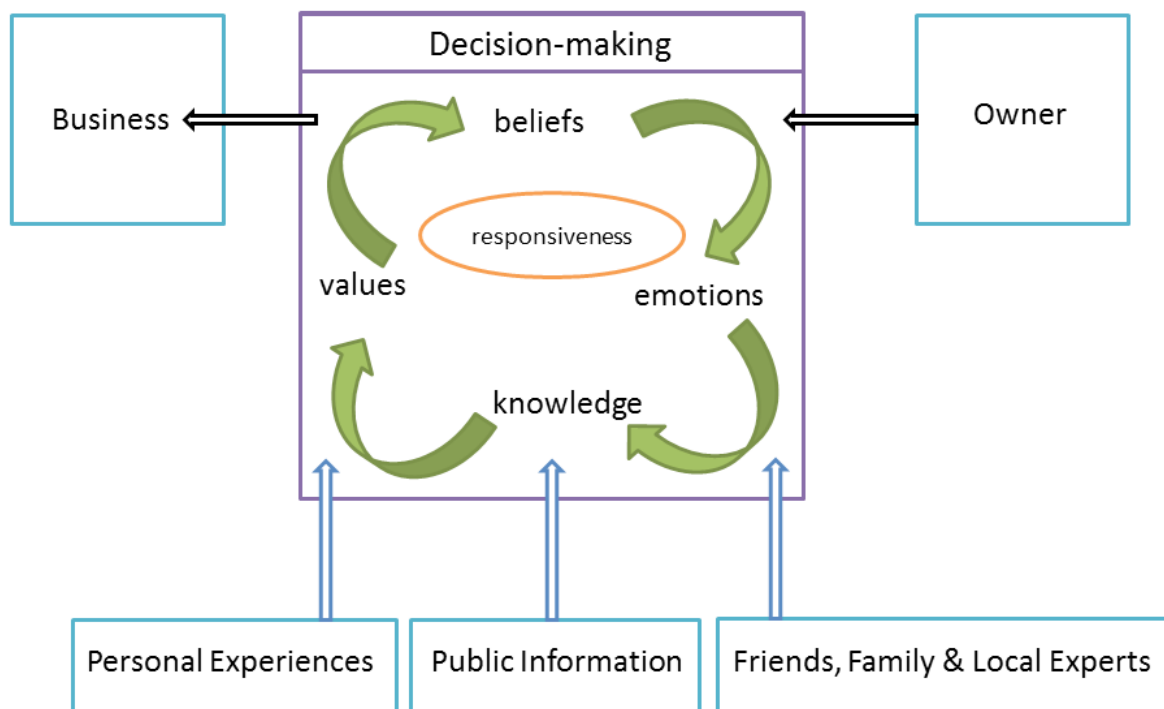 Decision-making
Business
beliefs
Owner
responsiveness
values
emotions
knowledge
Personal Experiences
Public Information
Friends, Family & Local Experts